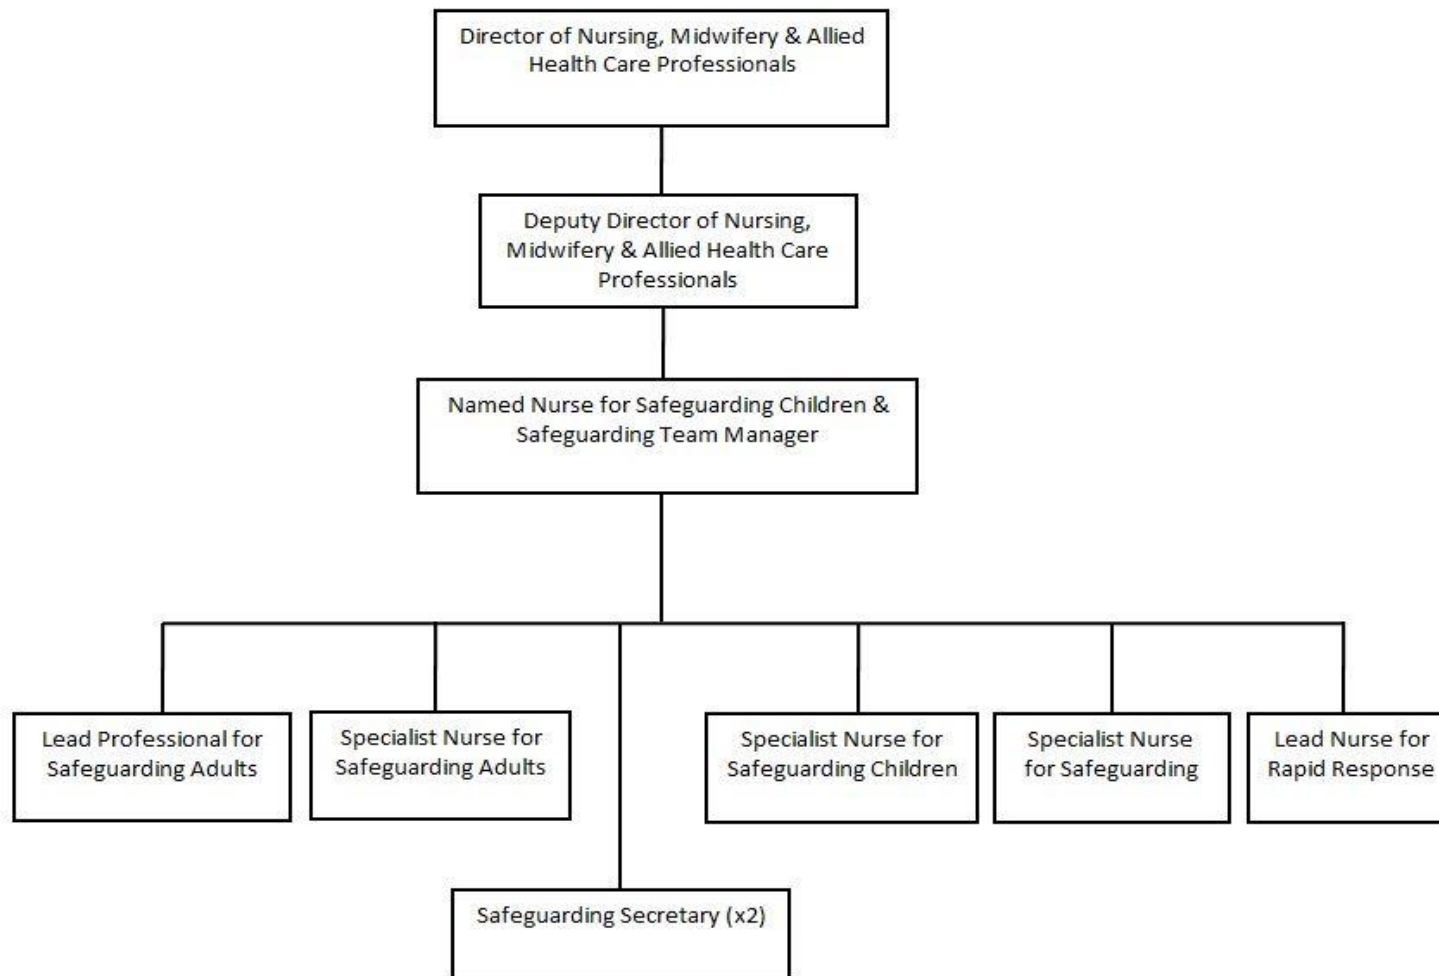 Director of Nursing, Midwifery & Allied
Health Care Professionals
Deputy Director of Nursing,
Midwifery & Allied Health Care
Professionals
Named Nurse for Safeguarding Children &
Safeguarding Team Manager
Lead Professional for
Safeguarding Adults
Specialist Nurse for
Safeguarding Adults
Specialist Nurse for
Safeguarding Children
Specialist Nurse
for Safeguarding
Lead Nurse for
Rapid Response
Safeguarding Secretary (x2)